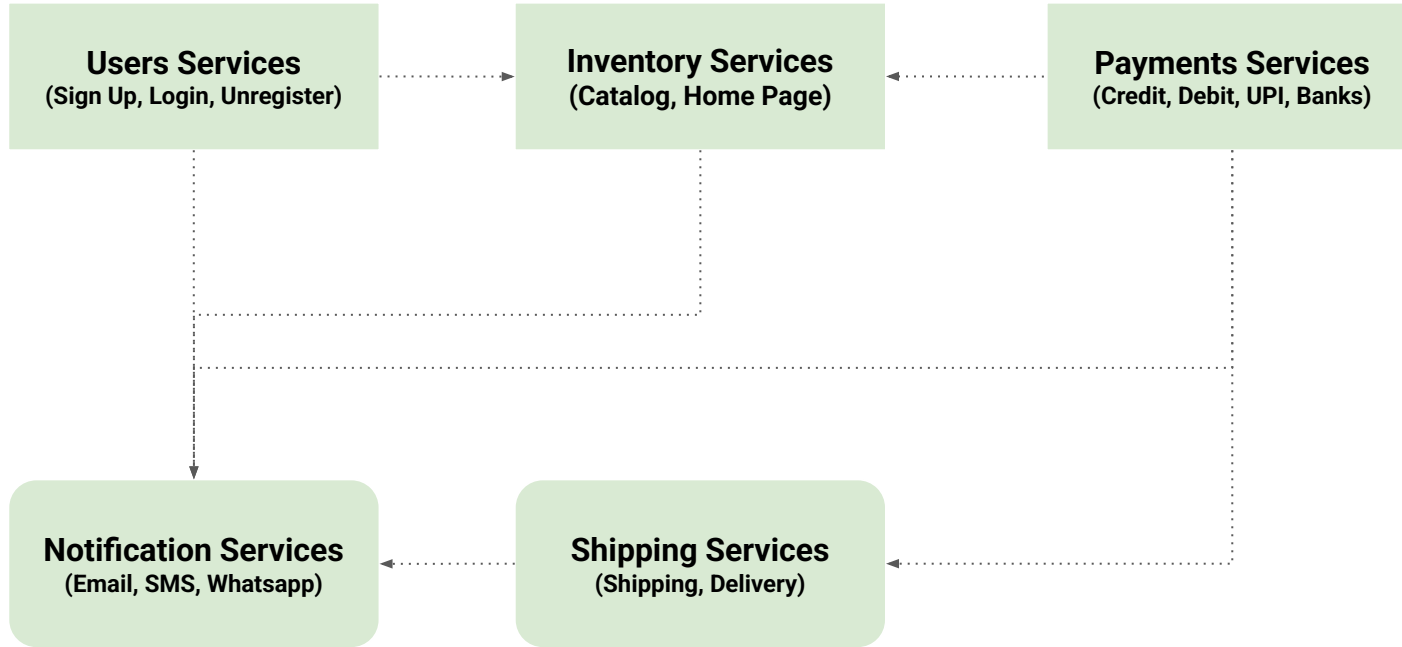 Users Services
(Sign Up, Login, Unregister)
Inventory Services
(Catalog, Home Page)
Payments Services
(Credit, Debit, UPI, Banks)
Notification Services
(Email, SMS, Whatsapp)
Shipping Services
(Shipping, Delivery)